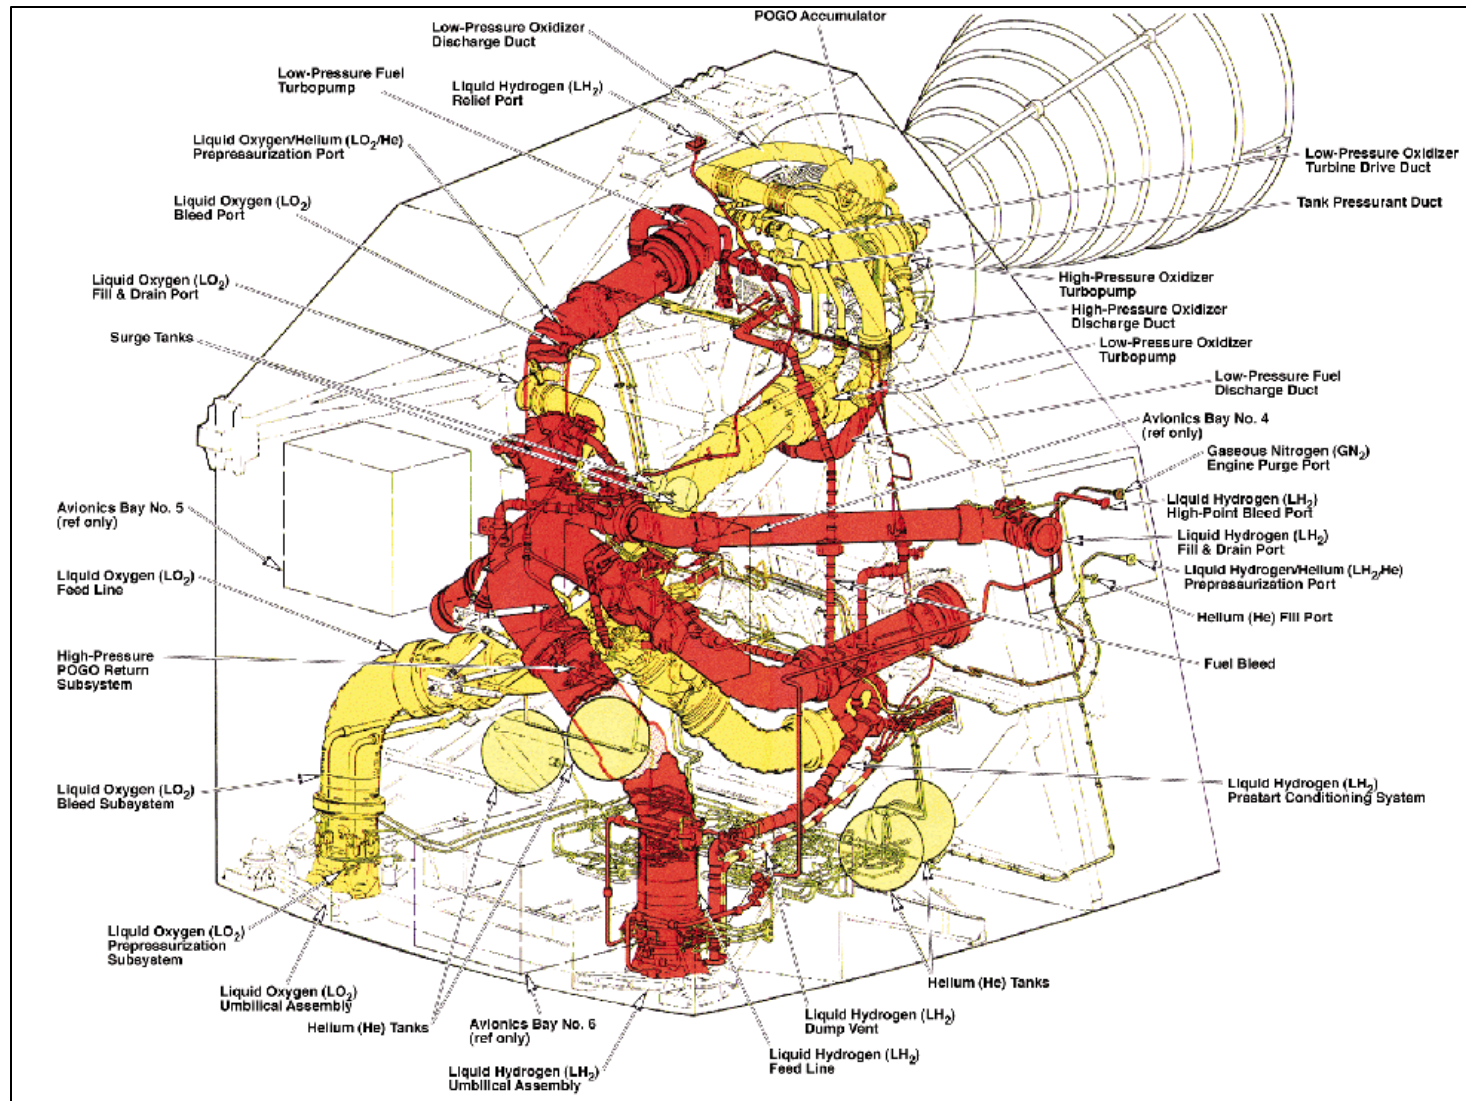 POGO Accumulator
Low-Pressure Oxidizer
Discharge Duct
Low-Pressure Fuel
Turbopump
Liquid Hydrogen (LH2)
Relief Port
Liquid Oxygen/Helium (LO2/He)
Prepressurization Port
Liquid Oxygen (LO2)
Bleed Port
Liquid Oxygen (LO2)
Fill & Drain Port
Surge Tanks
Avionics Bay No. 5
(ref only)
Liquid Oxygen (LO2)
Feed Line
High-Pressure
POGO Return
Subsystem
Liquid Oxygen (LO2)
Bleed Subsystem
Liquid Oxygen (LO2)
Prepressurization
Subsystem
Liquid Oxygen (LO2)
Umbilical Assembly
Helium (He) Tanks
Avionics Bay No. 6
(ref only)
Liquid Hydrogen (LH2)
Umbilical Assembly
Low-Pressure Oxidizer
Turbine Drive Duct
Tank Pressurant Duct
High-Pressure Oxidizer
Turbopump
High-Pressure Oxidizer
Discharge Duct
Low-Pressure Oxidizer
Turbopump
Low-Pressure Fuel
Discharge Duct
Avionics Bay No. 4
(ref only)
Gaseous Nitrogen (GN2)
Engine Purge Port
Liquid Hydrogen (LH2)
High-Point Bleed Port
Liquid Hydrogen (LH2)
Fill & Drain Port
Liquid Hydrogen/Helium (LH2/He)
Prepressurization Port
Helium (He) Fill Port
Fuel Bleed
Liquid Hydrogen (LH2)
Prestart Conditioning System
Helium (He) Tanks
Liquid Hydrogen (LH2)
Dump Vent
Liquid Hydrogen (LH2)
Feed Line